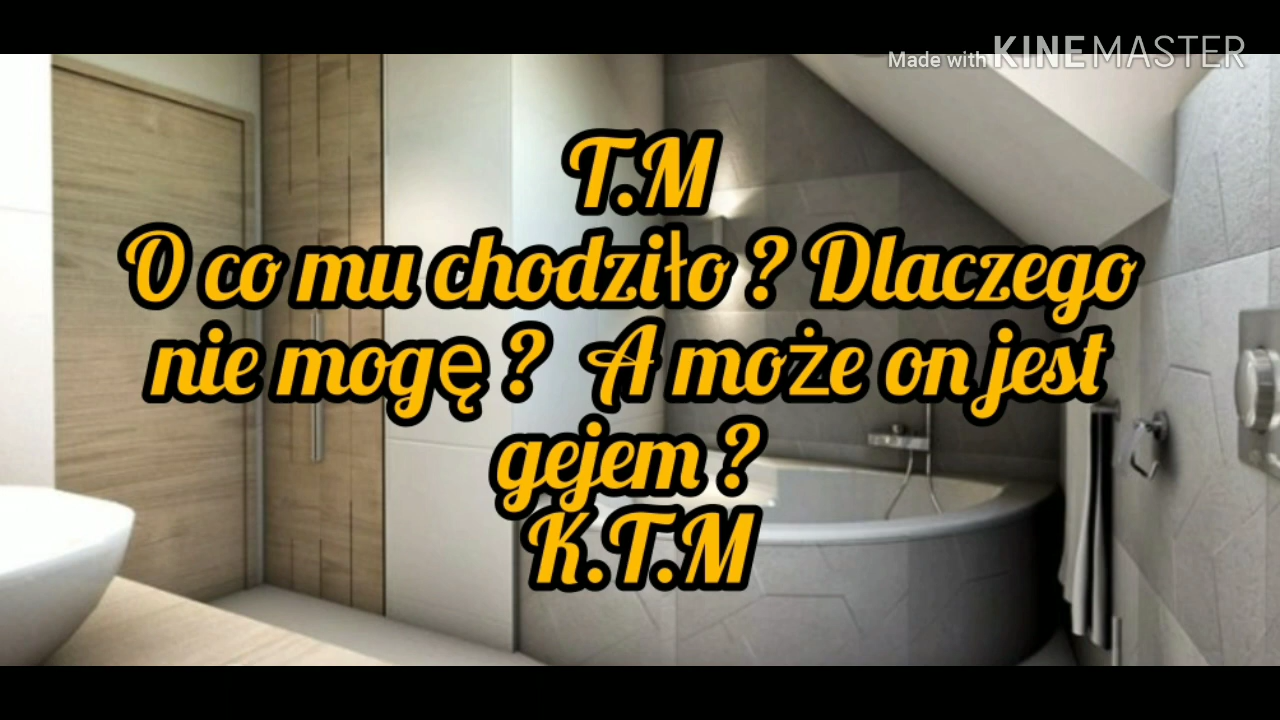 Made with KINEMASTER
T.M
O co mu chodziło ? Dlaczego
nie mogę ? A może on jest
gejem ?
K.T.M